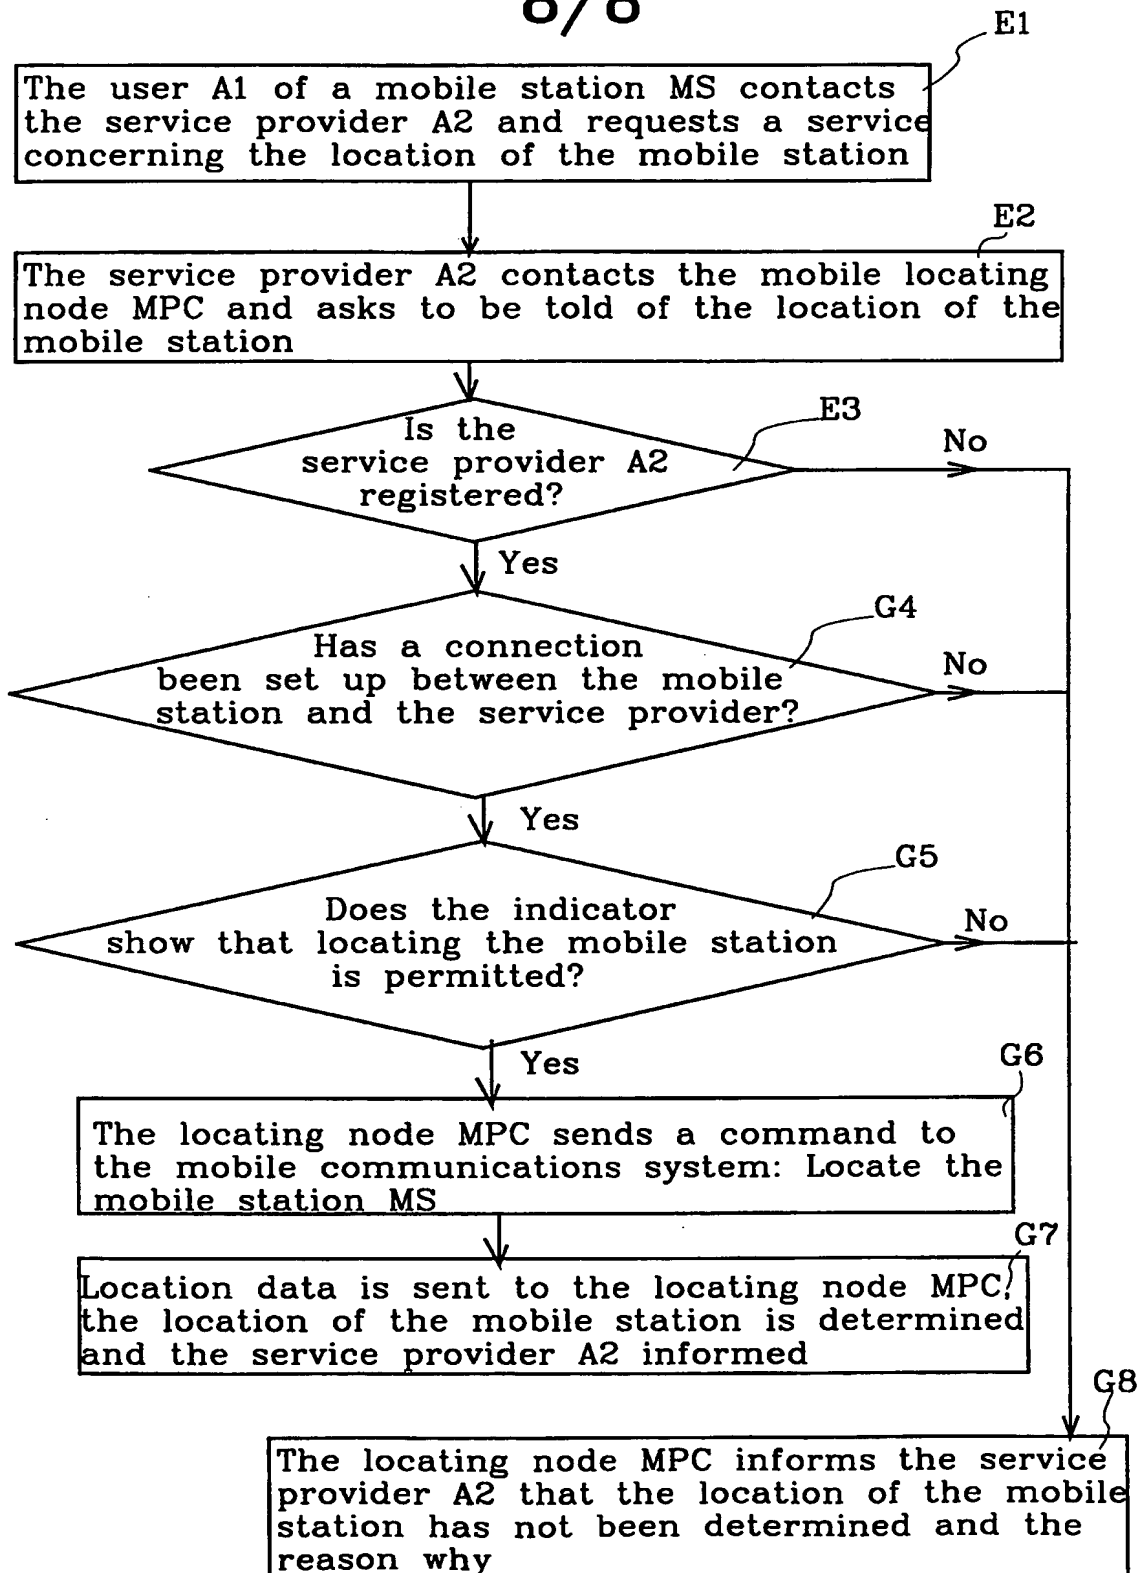 6/6
E1
The user A1 of a mobile station MS contacts
the service provider A2 and requests a service
concerning the location of the mobile station
E2
The service provider A2 contacts the mobile locating
node MPC and asks to be told of the location of the
mobile station
E3
Is the
service provider A2
registered?
No
Yes
G4
Has a connection
been set up between the mobile
station and the service provider?
No
Yes
G5
Does the indicator
show that locating the mobile station
is permitted?
No
Yes
G6
The locating node MPC sends a command to
the mobile communications system: Locate the
mobile station MS
G7
Location data is sent to the locating node MPC,
the location of the mobile station is determined
and the service provider A2 informed
G8
The locating node MPC informs the service
provider A2 that the location of the mobile
station has not been determined and the
reason why